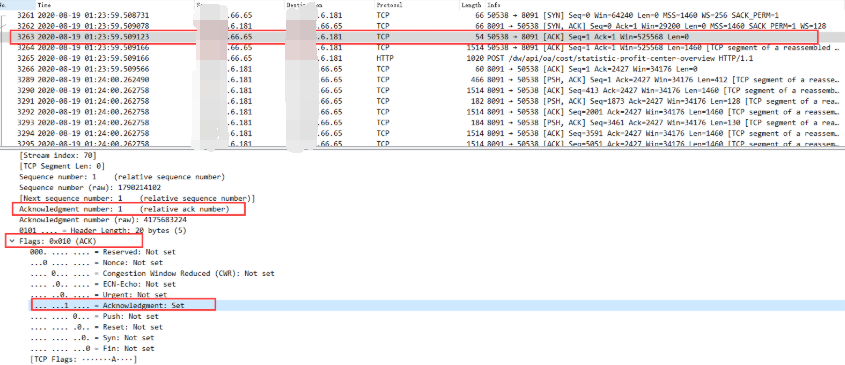 No. Time S Destination Protocol Length Info
3261 2020-08-19 01:23:59.508731 .66.65 .6.181 TCP 66 50538 → 8091 [SYN] Seq=0 Win=64240 Len=0 MSS=1460 WS=256 SACK_PERM=1
3262 2020-08-19 01:23:59.509078 .6.181 .66.65 TCP 66 8091 → 50538 [SYN, ACK] Seq=0 Ack=1 Win=29200 Len=0 MSS=1460 SACK_PERM=1 WS=128
3263 2020-08-19 01:23:59.509123 .66.65 .6.181 TCP 54 50538 → 8091 [ACK] Seq=1 Ack=1 Win=525568 Len=0
3264 2020-08-19 01:23:59.509166 .66.65 .6.181 TCP 1514 50538 → 8091 [ACK] Seq=1 Ack=1 Win=525568 Len=1460 [TCP segment of a reassembled …
3265 2020-08-19 01:23:59.509166 .66.65 .6.181 HTTP 1020 POST /dw/api/oa/cost/statistic-profit-center-overview HTTP/1.1
3266 2020-08-19 01:23:59.509645 .6.181 .66.65 TCP 60 8091 → 50538 [ACK] Seq=1 Ack=2427 Win=34176 Len=0
3289 2020-08-19 01:24:00.262490 .6.181 .66.65 TCP 466 8091 → 50538 [PSH, ACK] Seq=1 Ack=2427 Win=34176 Len=412 [TCP segment of a reasse…
3290 2020-08-19 01:24:00.262758 .6.181 .66.65 TCP 1514 8091 → 50538 [ACK] Seq=413 Ack=2427 Win=34176 Len=1460 [TCP segment of a reassemb…
3291 2020-08-19 01:24:00.262758 .6.181 .66.65 TCP 182 8091 → 50538 [PSH, ACK] Seq=1873 Ack=2427 Win=34176 Len=128 [TCP segment of a rea…
3292 2020-08-19 01:24:00.262758 .6.181 .66.65 TCP 1514 8091 → 50538 [ACK] Seq=2001 Ack=2427 Win=34176 Len=1460 [TCP segment of a reassem…
3293 2020-08-19 01:24:00.262758 .6.181 .66.65 TCP 184 8091 → 50538 [PSH, ACK] Seq=3461 Ack=2427 Win=34176 Len=130 [TCP segment of a rea…
3294 2020-08-19 01:24:00.262758 .6.181 .66.65 TCP 1514 8091 → 50538 [ACK] Seq=3591 Ack=2427 Win=34176 Len=1460 [TCP segment of a reassem…
3295 2020-08-19 01:24:00.262758 .6.181 .66.65 TCP 1514 8091 → 50538 [ACK] Seq=5051 Ack=2427 Win=34176 Len=1460 [TCP segment of a reassem…
[Stream index: 70]
[TCP Segment Len: 0]
Sequence number: 1 (relative sequence number)
Sequence number (raw): 1790214102
[Next sequence number: 1 (relative sequence number)]
Acknowledgment number: 1 (relative ack number)
Acknowledgment number (raw): 4175683224
0101 .... = Header Length: 20 bytes (5)
Flags: 0x010 (ACK)
000. .... .... = Reserved: Not set
...0 .... .... = Nonce: Not set
.... 0... .... = Congestion Window Reduced (CWR): Not set
.... .0.. .... = ECN-Echo: Not set
.... ..0. .... = Urgent: Not set
.... ...1 .... = Acknowledgment: Set
.... .... 0... = Push: Not set
.... .... .0.. = Reset: Not set
.... .... ..0. = Syn: Not set
.... .... ...0 = Fin: Not set
[TCP Flags: ·······A····]